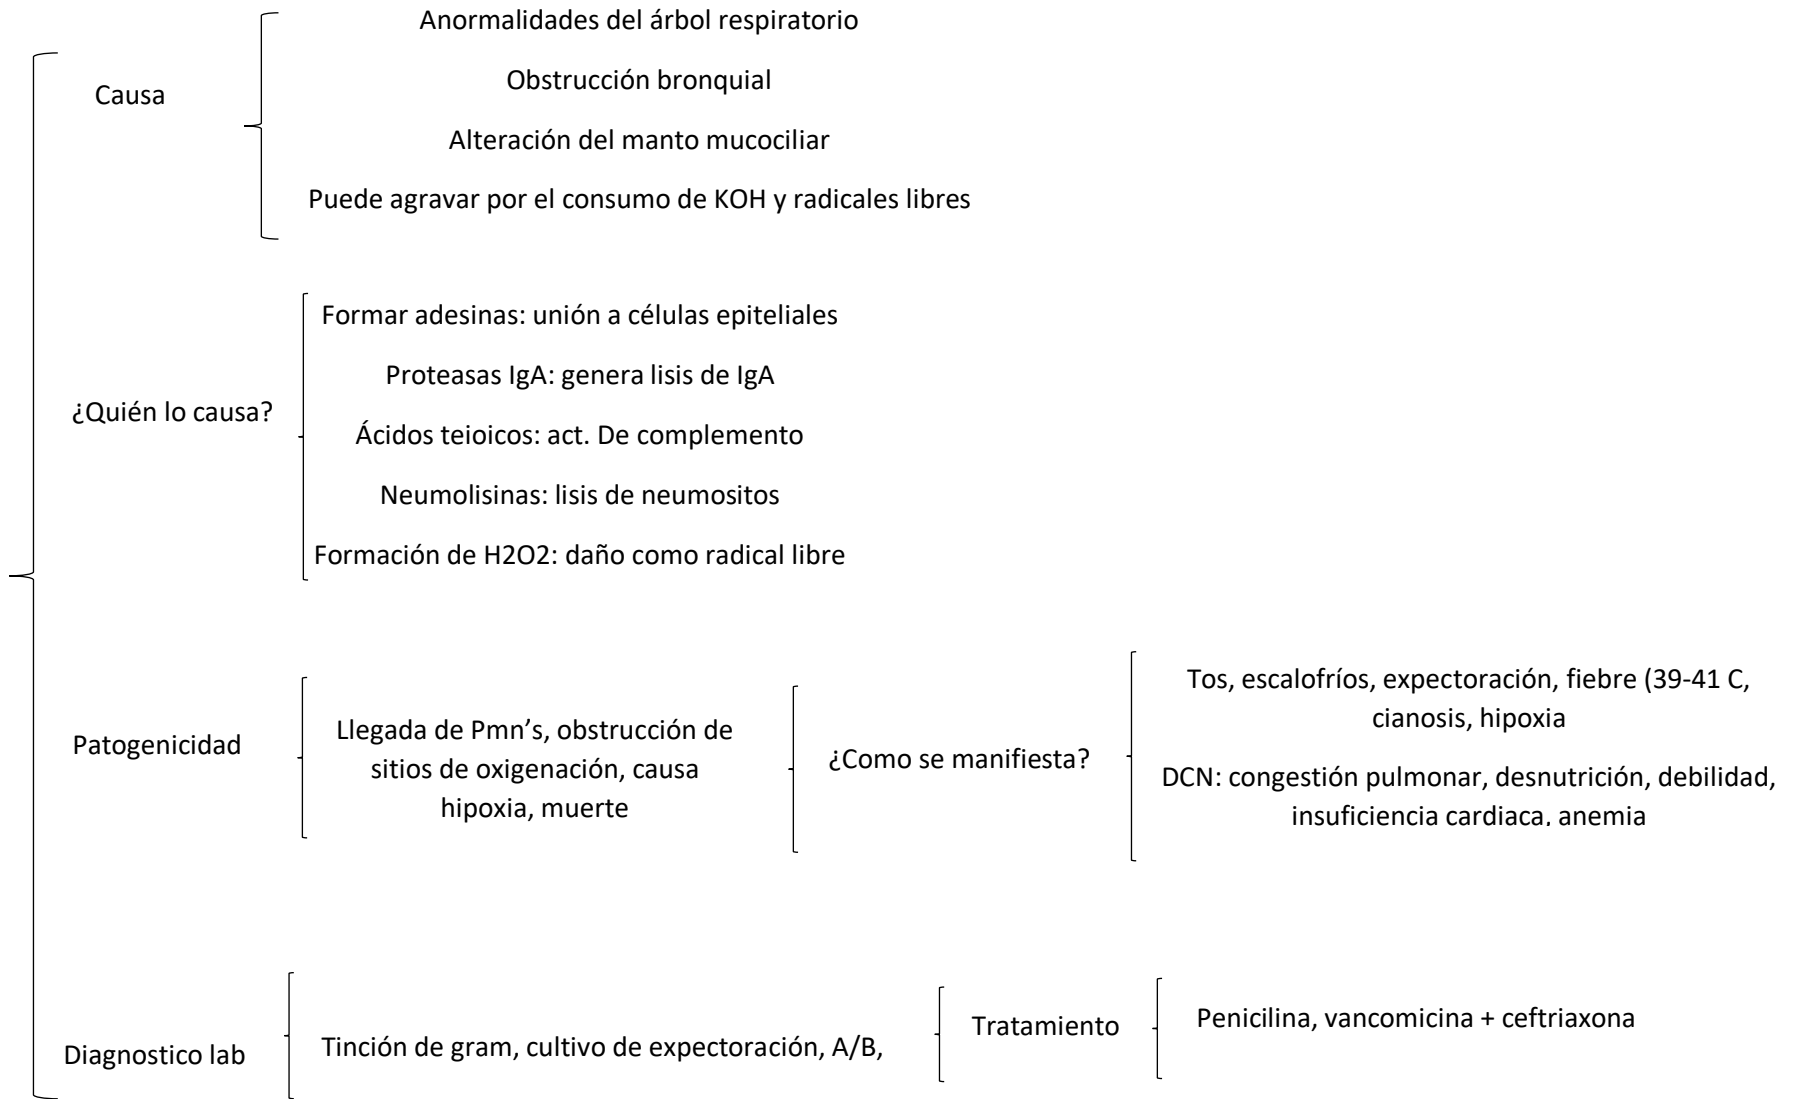 Causa
Anormalidades del árbol respiratorio
Obstrucción bronquial
Alteración del manto mucociliar
Puede agravar por el consumo de KOH y radicales libres
¿Quién lo causa?
Formar adesinas: unión a células epiteliales
Proteasas IgA: genera lisis de IgA
Ácidos teioicos: act. De complemento
Neumolisinas: lisis de neumositos
Formación de H2O2: daño como radical libre
Patogenicidad
Llegada de Pmn’s, obstrucción de
sitios de oxigenación, causa
hipoxia, muerte
¿Como se manifiesta?
Tos, escalofríos, expectoración, fiebre (39-41 C,
cianosis, hipoxia
DCN: congestión pulmonar, desnutrición, debilidad,
insuficiencia cardiaca, anemia
Diagnostico lab
Tinción de gram, cultivo de expectoración, A/B,
Tratamiento
Penicilina, vancomicina + ceftriaxona